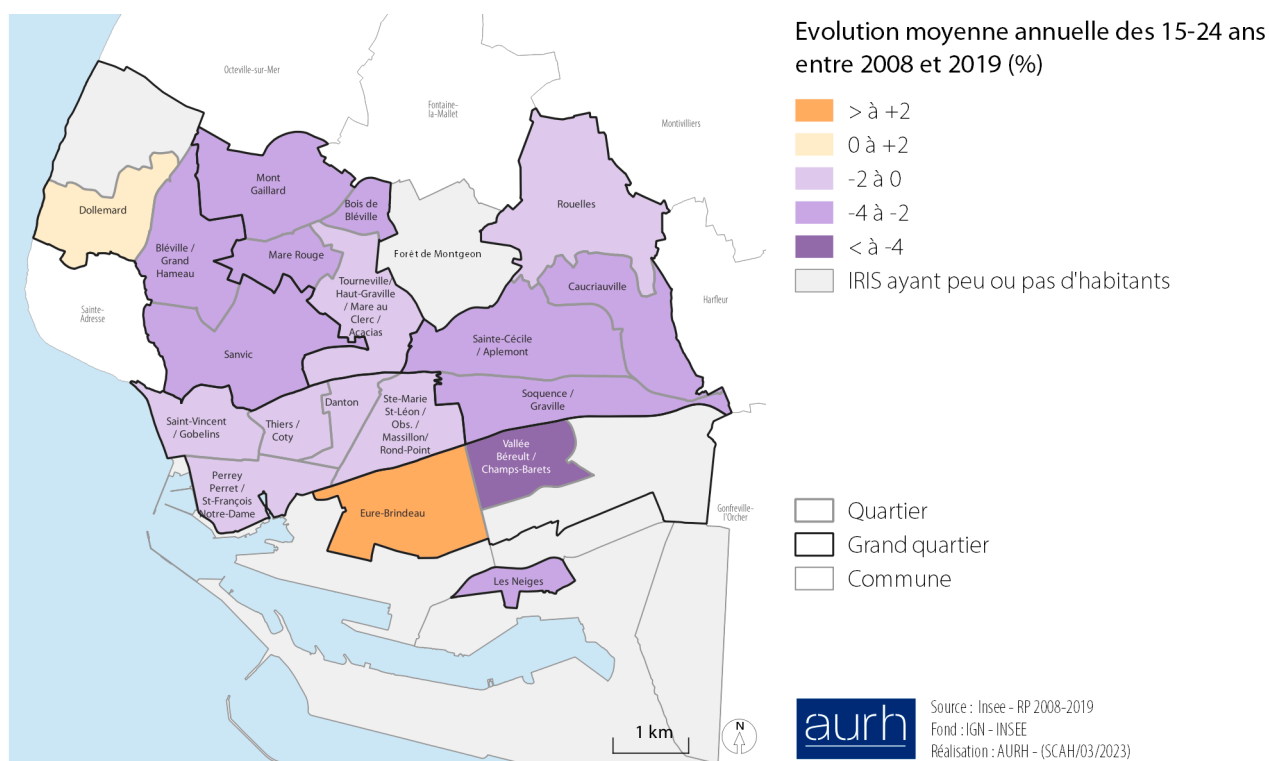 Evolution moyenne annuelle des 15-24 ans
entre 2008 et 2019 (%)
> à +2
0 à +2
-2 à 0
-4 à -2
< à -4
IRIS ayant peu ou pas d'habitants
Octeville-sur-Mer
Fontaine-
la-Mallet
Montivilliers
Mont
Gaillard
Bois de
Bléville
Rouelles
Dollemard
Bléville /
Grand
Hameau
Mare Rouge
Forêt de Montgeon
Tourneville/
Haut-Graville
/ Mare au
Clerc /
Acacias
Caucriauville
Harfleur
Sainte-
Adresse
Sanvic
Sainte-Cécile
/ Aplemont
Soquence /
Graville
Saint-Vincent
/ Gobelins
Thiers /
Coty
Danton
Ste-Marie
St-Léon /
Obs. /
Massillon/
Rond-Point
Vallée
Béreult /
Champs-Barets
Perrey
Perret /
St-François
Notre-Dame
Eure-Brindeau
Gonfreville-
l'Orcher
Les Neiges
Quartier
Grand quartier
Commune
1 km
N
aurh
Source : Insee - RP 2008-2019
Fond : IGN - INSEE
Réalisation : AURH - (SCAH/03/2023)